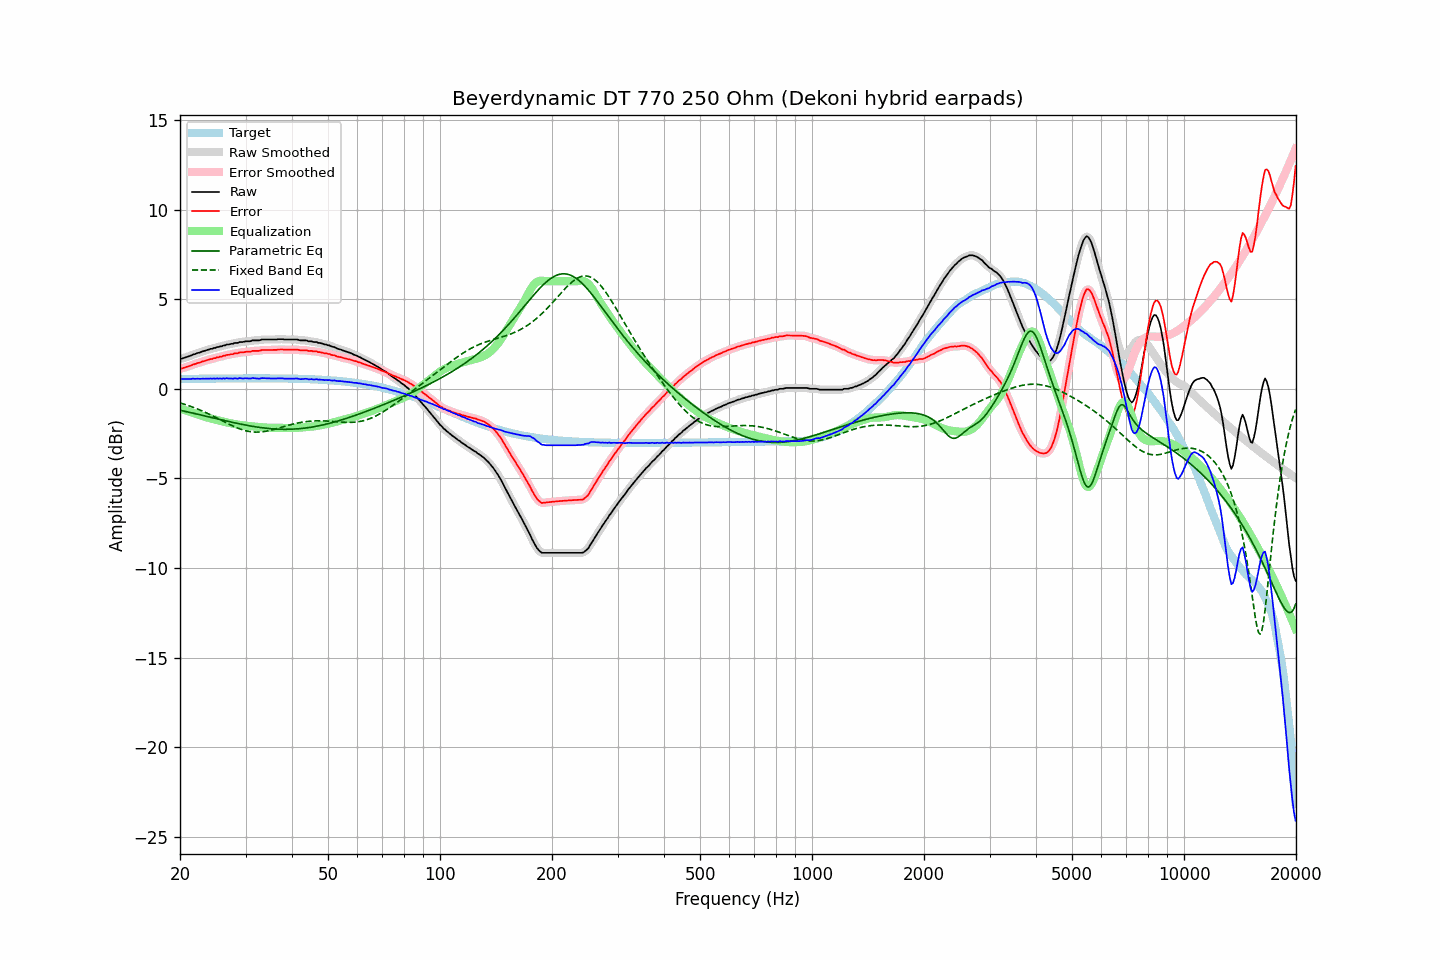 Beyerdynamic DT 770 250 Ohm (Dekoni hybrid earpads)
Target
Raw Smoothed
Error Smoothed
Raw
Error
Equalization
Parametric Eq
Fixed Band Eq
Equalized
Amplitude (dBr)
15
10
5
0
−5
−10
−15
−20
−25
20 50 100 200 500 1000 2000 5000 10000 20000
Frequency (Hz)